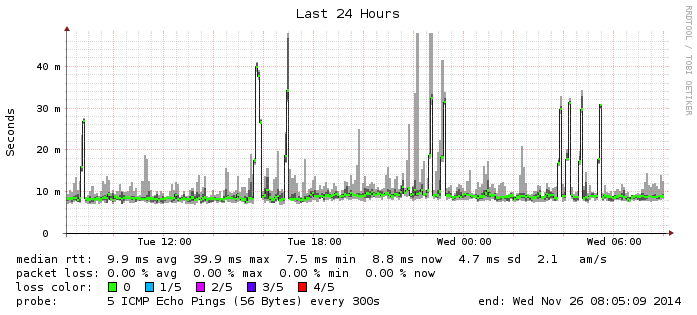 Last 24 Hours
RRDTOOL / TOBI OETIKER
Seconds
40 m
30 m
20 m
10 m
0
Tue 12:00 Tue 18:00 Wed 00:00 Wed 06:00
median rtt: 9.9 ms avg 39.9 ms max 7.5 ms min 8.8 ms now 4.7 ms sd 2.1 am/s
packet loss: 0.00 % avg 0.00 % max 0.00 % min 0.00 % now
loss color: 0 1/5 2/5 3/5 4/5
probe: 5 ICMP Echo Pings (56 Bytes) every 300s end: Wed Nov 26 08:05:09 2014